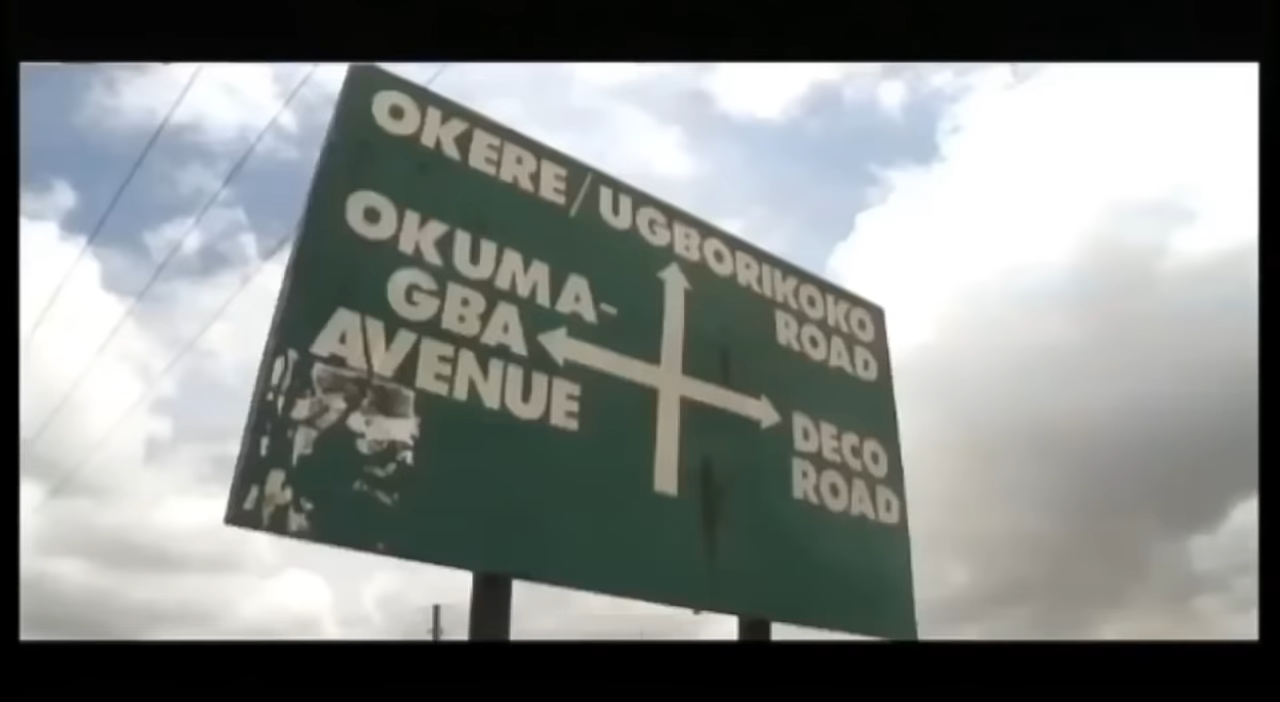 OKERE/UGBORIKOKO
ROAD
OKUMA-
GBA
AVENUE
DECO
ROAD